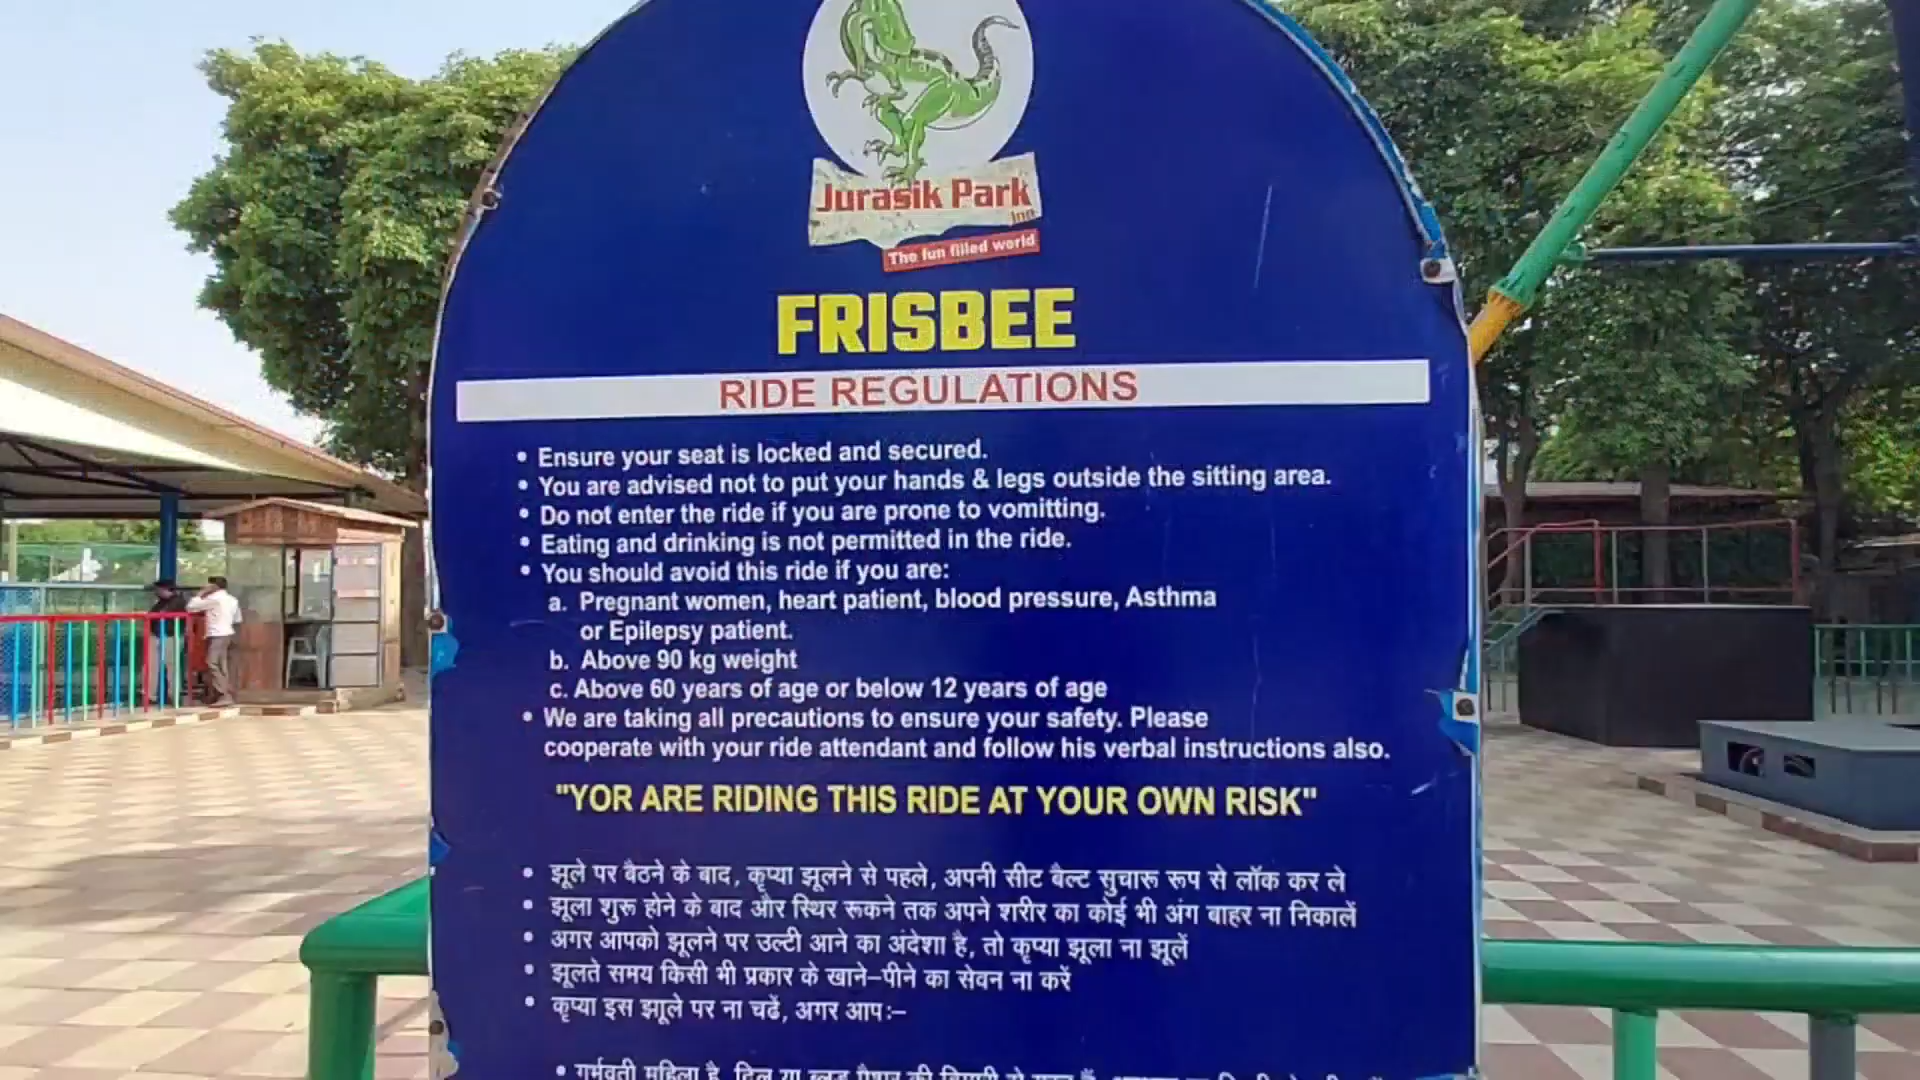 Jurasik Park
Inn
The fun filled world
FRISBEE
RIDE REGULATIONS
• Ensure your seat is locked and secured.
• You are advised not to put your hands & legs outside the sitting area.
• Do not enter the ride if you are prone to vomitting.
• Eating and drinking is not permitted in the ride.
• You should avoid this ride if you are:
a. Pregnant women, heart patient, blood pressure, Asthma
or Epilepsy patient.
b. Above 90 kg weight
c. Above 60 years of age or below 12 years of age
• We are taking all precautions to ensure your safety. Please
cooperate with your ride attendant and follow his verbal instructions also.
"YOR ARE RIDING THIS RIDE AT YOUR OWN RISK"
• झूले पर बैठने के बाद, कृप्या झूलने से पहले, अपनी सीट बैल्ट सुचारू रूप से लॉक कर ले
• झूला शुरू होने के बाद और स्थिर रूकने तक अपने शरीर का कोई भी अंग बाहर ना निकालें
• अगर आपको झूलने पर उल्टी आने का अंदेशा है, तो कृप्या झूला ना झूलें
• झूलते समय किसी भी प्रकार के खाने–पीने का सेवन ना करें
• कृप्या इस झाूले पर ना चढें, अगर आप:–
• गर्भवती महिला है, दिल या ब्लड प्रैशर की बिमारी से